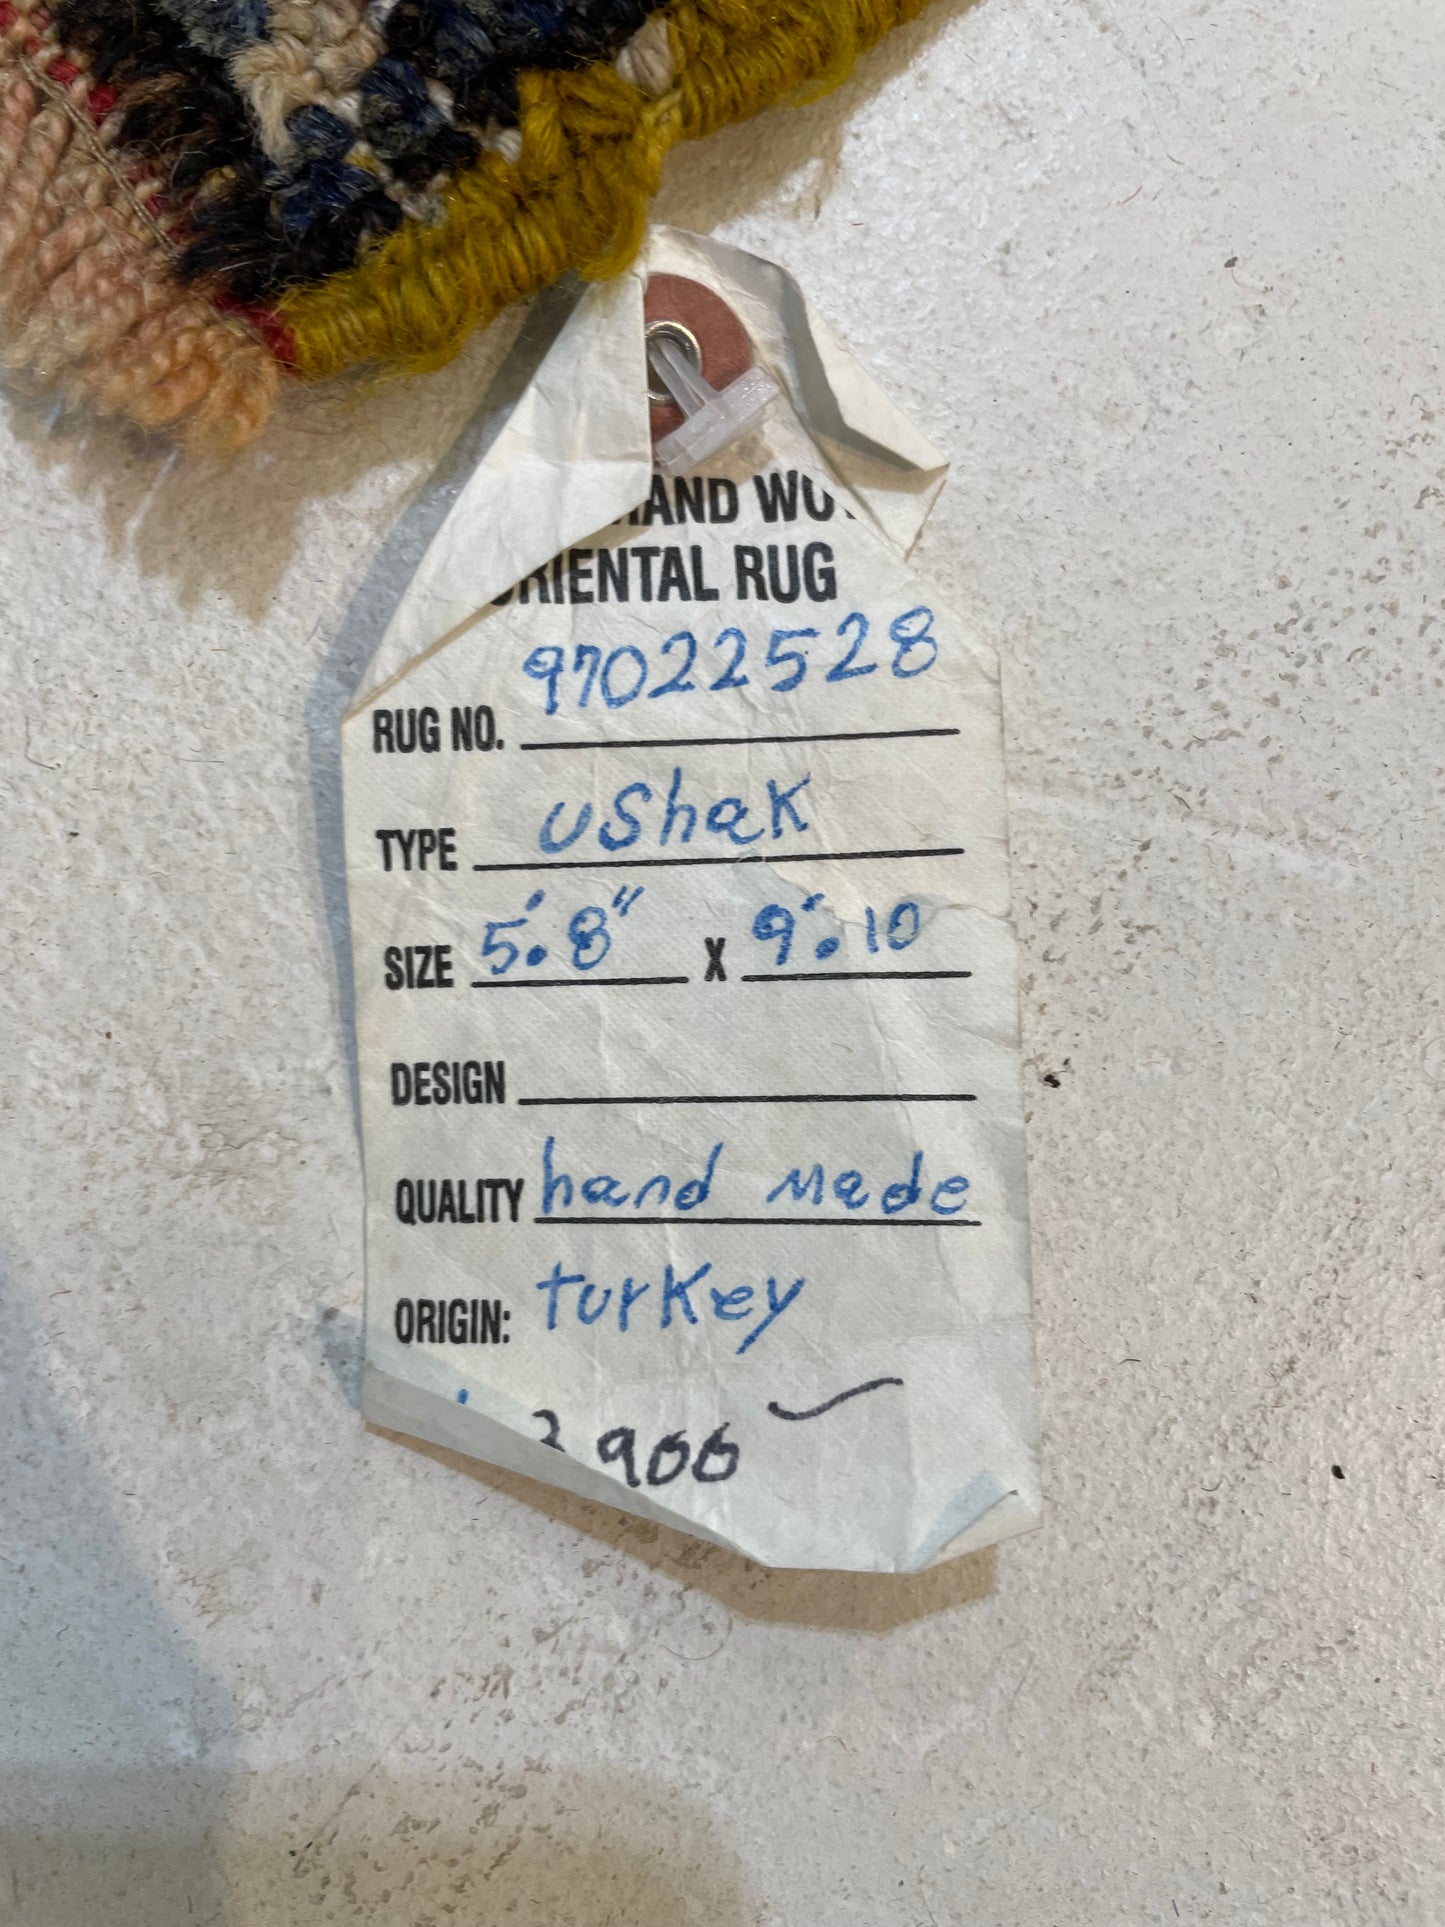 HAND WO
ORIENTAL RUG
97022528
RUG NO.
TYPE ushak
SIZE 5'.8" X 9'.10
DESIGN
QUALITY hand made
ORIGIN: turkey
900